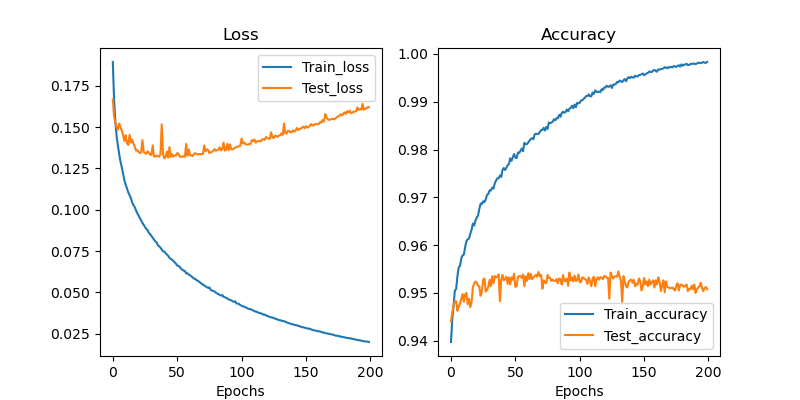 Loss
0.175
0.150
0.125
0.100
0.075
0.050
0.025
0 50 100 150 200
Epochs
Train_loss
Test_loss
Accuracy
1.00
0.99
0.98
0.97
0.96
0.95
0.94
0 50 100 150 200
Epochs
Train_accuracy
Test_accuracy